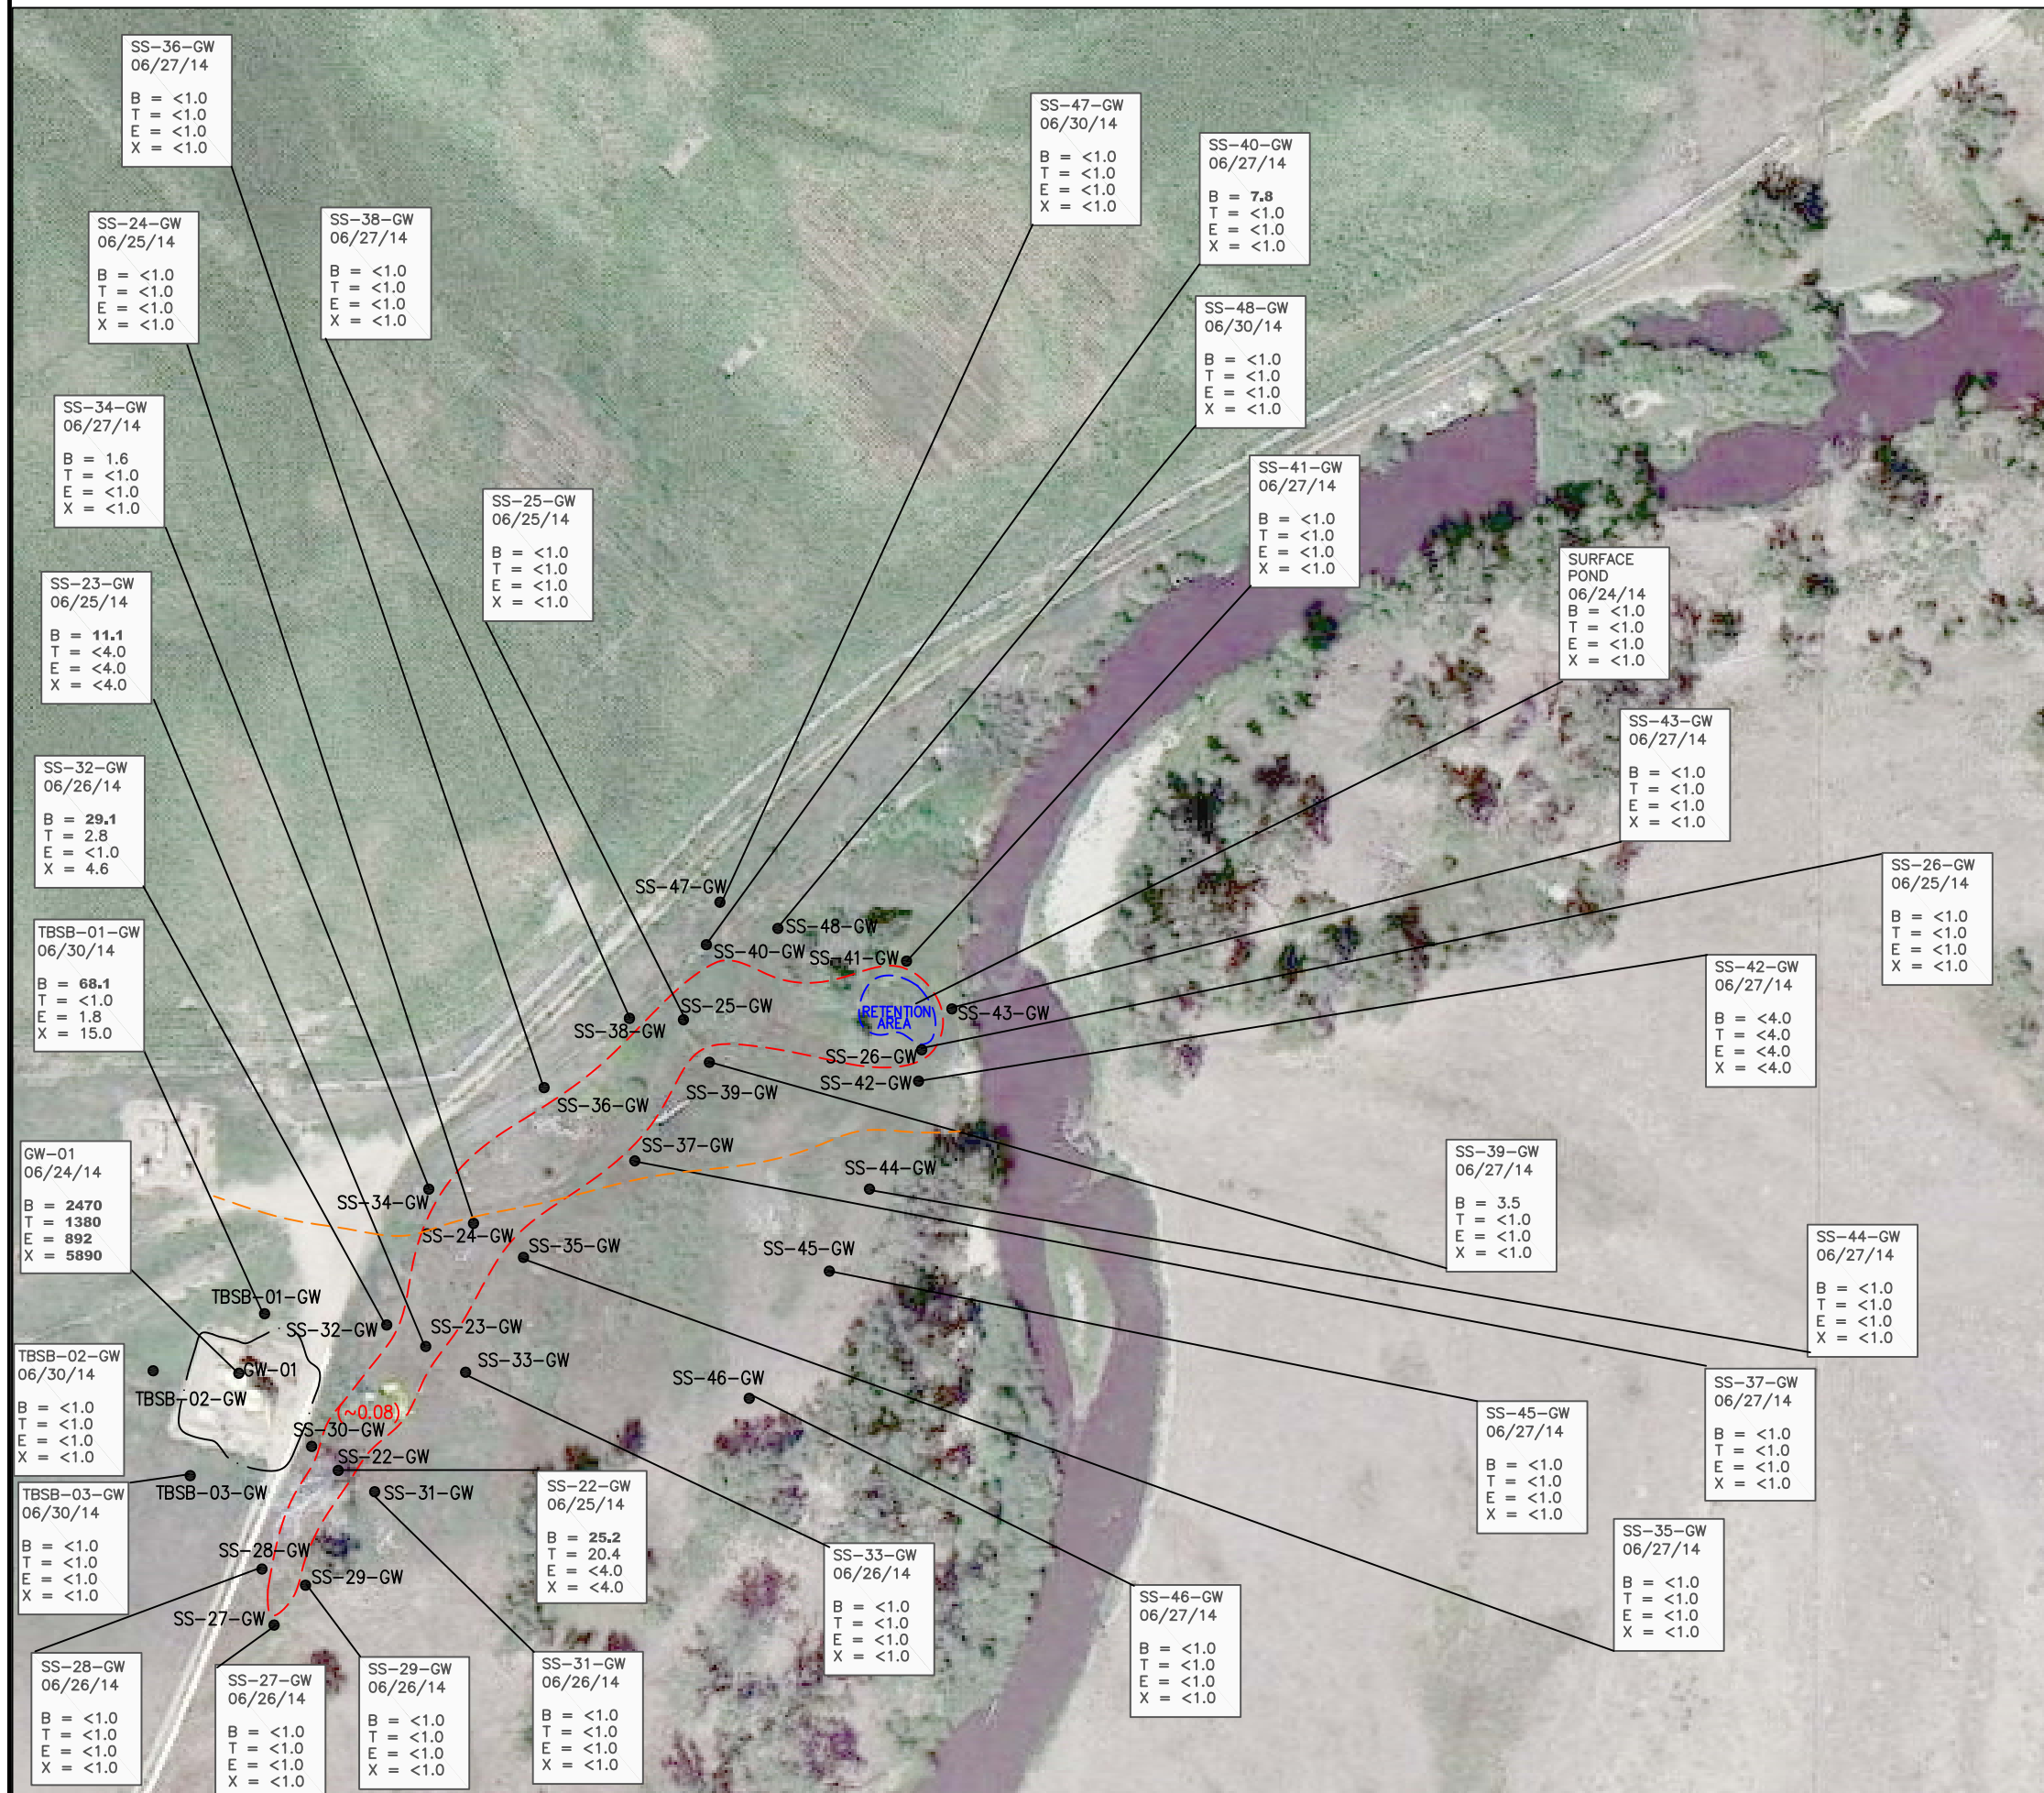 SS-36-GW
06/27/14
B = <1.0
T = <1.0
E = <1.0
X = <1.0
SS-24-GW
06/25/14
B = <1.0
T = <1.0
E = <1.0
X = <1.0
SS-38-GW
06/27/14
B = <1.0
T = <1.0
E = <1.0
X = <1.0
SS-47-GW
06/30/14
B = <1.0
T = <1.0
E = <1.0
X = <1.0
SS-40-GW
06/27/14
B = 7.8
T = <1.0
E = <1.0
X = <1.0
SS-48-GW
06/30/14
B = <1.0
T = <1.0
E = <1.0
X = <1.0
SS-34-GW
06/27/14
B = 1.6
T = <1.0
E = <1.0
X = <1.0
SS-25-GW
06/25/14
B = <1.0
T = <1.0
E = <1.0
X = <1.0
SS-41-GW
06/27/14
B = <1.0
T = <1.0
E = <1.0
X = <1.0
SURFACE
POND
06/24/14
B = <1.0
T = <1.0
E = <1.0
X = <1.0
SS-23-GW
06/25/14
B = 11.1
T = <4.0
E = <4.0
X = <4.0
SS-43-GW
06/27/14
B = <1.0
T = <1.0
E = <1.0
X = <1.0
SS-32-GW
06/26/14
B = 29.1
T = 2.8
E = <1.0
X = 4.6
SS-26-GW
06/25/14
B = <1.0
T = <1.0
E = <1.0
X = <1.0
TBSB-01-GW
06/30/14
B = 68.1
T = <1.0
E = 1.8
X = 15.0
SS-42-GW
06/27/14
B = <4.0
T = <4.0
E = <4.0
X = <4.0
SS-47-GW
SS-48-GW
SS-40-GW
SS-41-GW
SS-25-GW
SS-38-GW
RETENTION
AREA
SS-43-GW
SS-26-GW
SS-42-GW
SS-39-GW
SS-36-GW
SS-37-GW
SS-44-GW
SS-34-GW
SS-24-GW
SS-35-GW
SS-45-GW
GW-01
06/24/14
B = 2470
T = 1380
E = 892
X = 5890
SS-39-GW
06/27/14
B = 3.5
T = <1.0
E = <1.0
X = <1.0
SS-44-GW
06/27/14
B = <1.0
T = <1.0
E = <1.0
X = <1.0
TBSB-01-GW
SS-32-GW
SS-23-GW
SS-33-GW
GW-01
TBSB-02-GW
SS-46-GW
(~0.08)
SS-30-GW
SS-22-GW
TBSB-03-GW
SS-31-GW
SS-28-GW
SS-29-GW
SS-27-GW
TBSB-02-GW
06/30/14
B = <1.0
T = <1.0
E = <1.0
X = <1.0
SS-37-GW
06/27/14
B = <1.0
T = <1.0
E = <1.0
X = <1.0
SS-45-GW
06/27/14
B = <1.0
T = <1.0
E = <1.0
X = <1.0
TBSB-03-GW
06/30/14
B = <1.0
T = <1.0
E = <1.0
X = <1.0
SS-22-GW
06/25/14
B = 25.2
T = 20.4
E = <4.0
X = <4.0
SS-35-GW
06/27/14
B = <1.0
T = <1.0
E = <1.0
X = <1.0
SS-33-GW
06/26/14
B = <1.0
T = <1.0
E = <1.0
X = <1.0
SS-46-GW
06/27/14
B = <1.0
T = <1.0
E = <1.0
X = <1.0
SS-28-GW
06/26/14
B = <1.0
T = <1.0
E = <1.0
X = <1.0
SS-27-GW
06/26/14
B = <1.0
T = <1.0
E = <1.0
X = <1.0
SS-29-GW
06/26/14
B = <1.0
T = <1.0
E = <1.0
X = <1.0
SS-31-GW
06/26/14
B = <1.0
T = <1.0
E = <1.0
X = <1.0